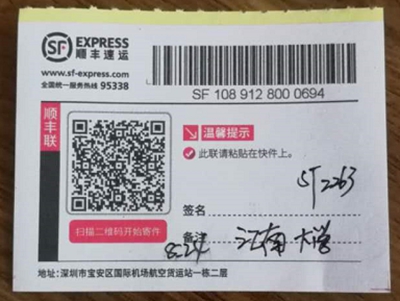 SF EXPRESS
顺丰速运
www.sf-express.com
全国统一服务热线 95338
SF 108 912 800 0694
顺丰联
温馨提示
此联请粘贴在快件上。
ST2263
签名
扫描二维码开始寄件
备注 江南大学
8.24
地址:深圳市宝安区国际机场航空货运站一栋二层